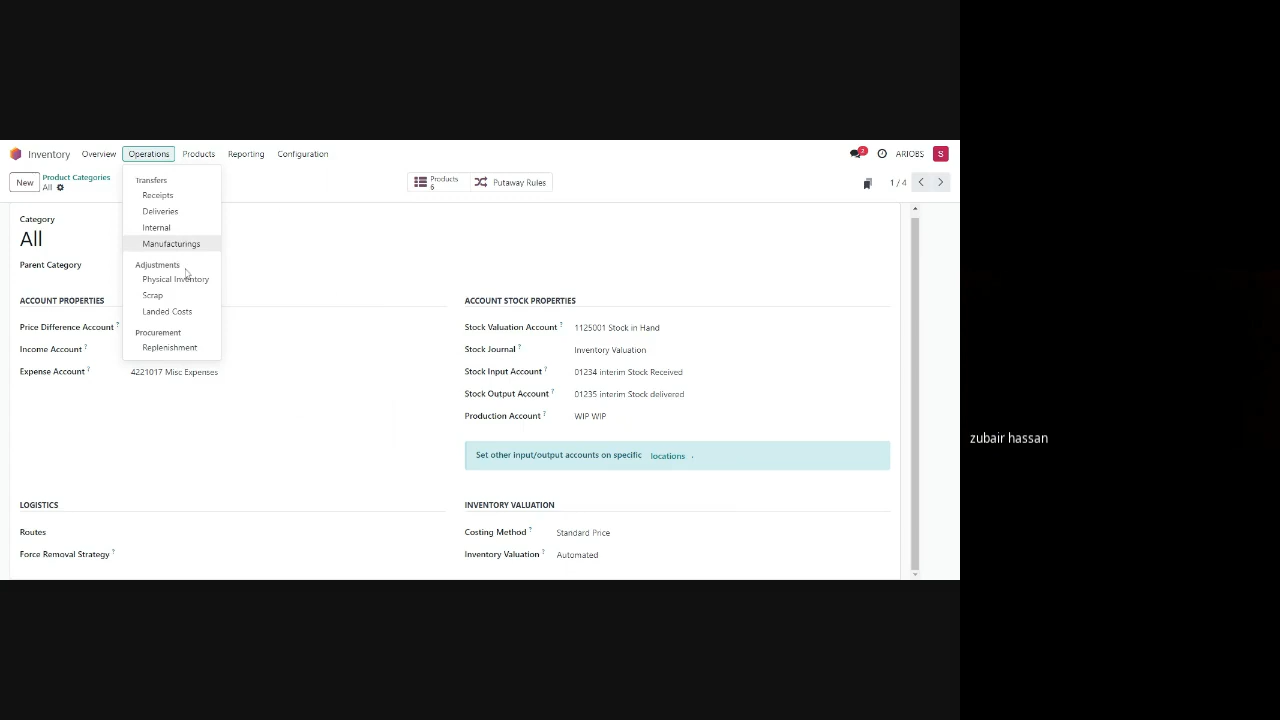 Inventory Overview Operations Products Reporting Configuration 2 ARIOBS S
New Product Categories Products 6 Putaway Rules 1 / 4
All
Transfers
Receipts
Deliveries
Internal
Manufacturings
Adjustments
Physical Inventory
Scrap
Landed Costs
Procurement
Replenishment
Category
All
Parent Category
ACCOUNT PROPERTIES
Price Difference Account ?
Income Account ?
Expense Account ? 4221017 Misc Expenses
ACCOUNT STOCK PROPERTIES
Stock Valuation Account ? 1125001 Stock in Hand
Stock Journal ? Inventory Valuation
Stock Input Account ? 01234 interim Stock Received
Stock Output Account ? 01235 interim Stock delivered
Production Account ? WIP WIP
Set other input/output accounts on specific locations .
LOGISTICS
Routes
Force Removal Strategy ?
INVENTORY VALUATION
Costing Method ? Standard Price
Inventory Valuation ? Automated
zubair hassan